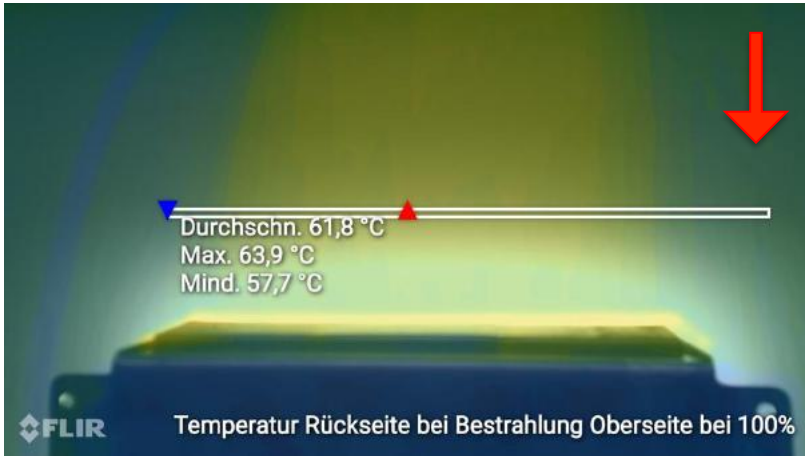 Durchschn. 61,8 °C
Max. 63,9 °C
Mind. 57,7 °C
FLIR
Temperatur Rückseite bei Bestrahlung Oberseite bei 100%